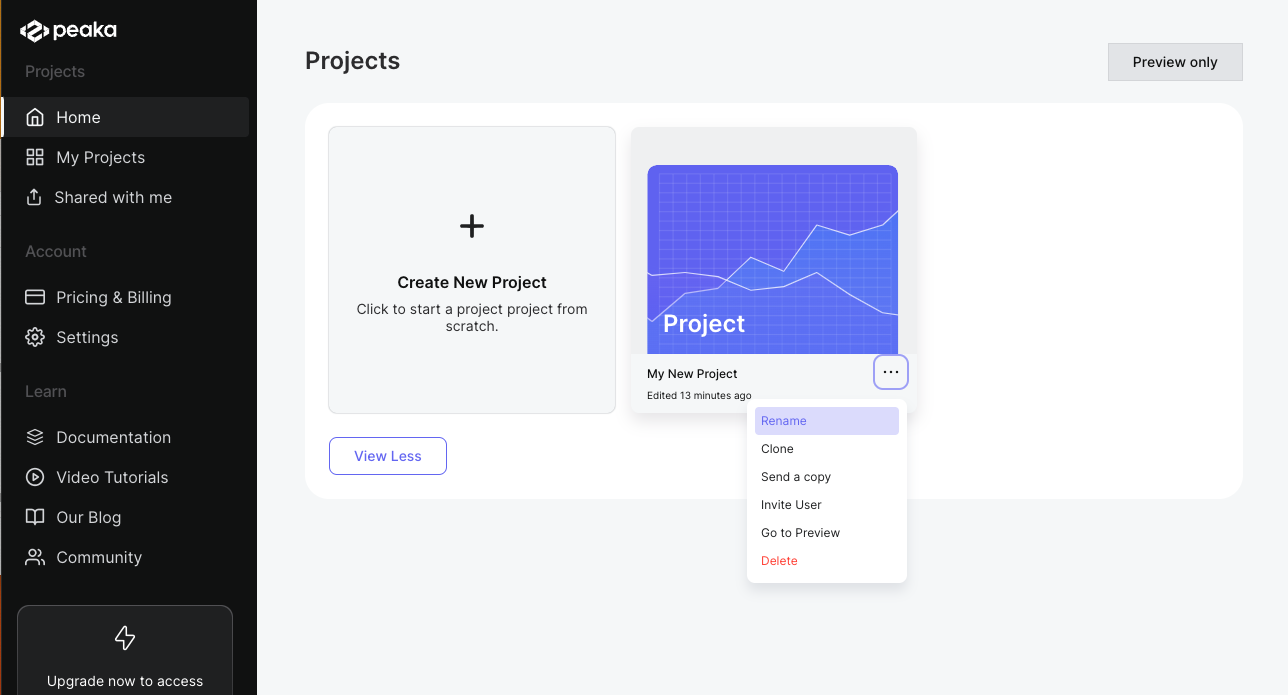 peaka
Projects
Home
My Projects
Shared with me
Account
Pricing & Billing
Settings
Learn
Documentation
Video Tutorials
Our Blog
Community
Upgrade now to access
Projects
Preview only
Create New Project
Click to start a project project from
scratch.
Project
My New Project
Edited 13 minutes ago
Rename
Clone
Send a copy
Invite User
Go to Preview
Delete
View Less